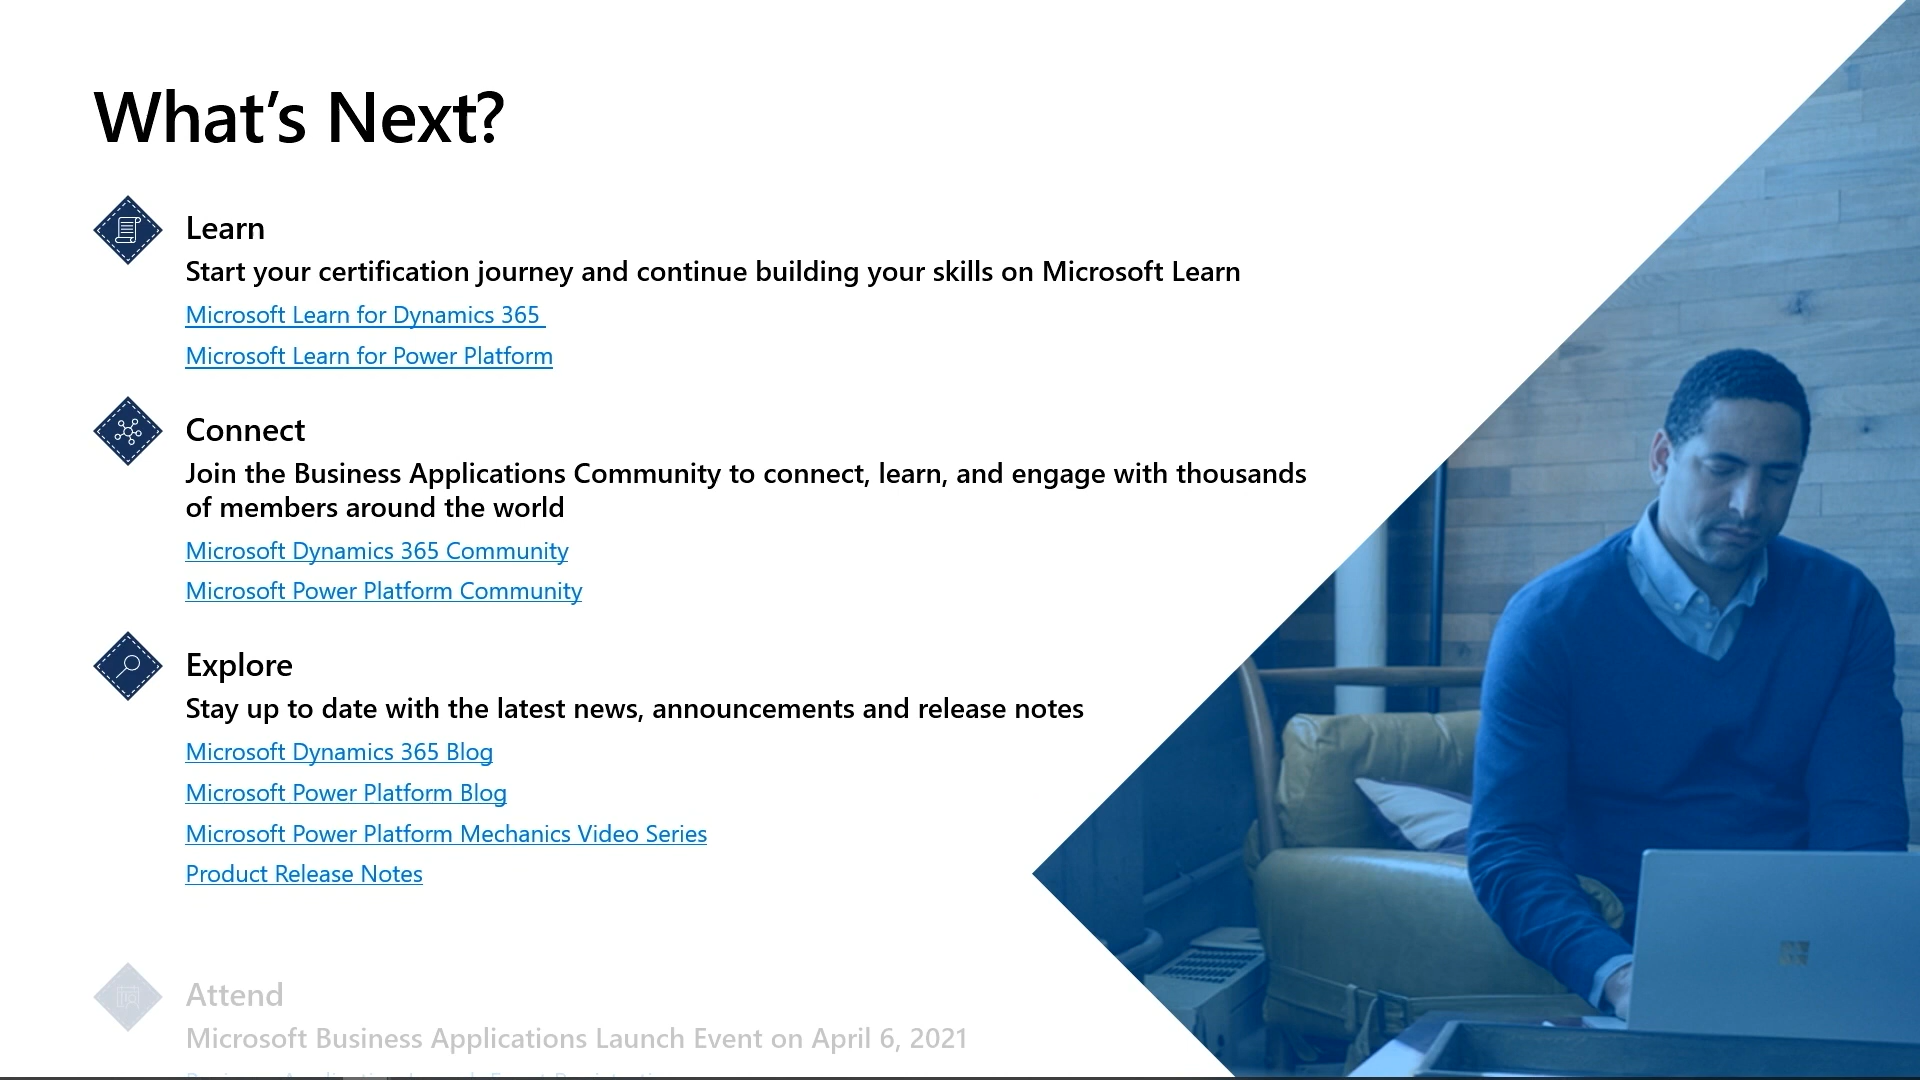 What’s Next?
Learn
Start your certification journey and continue building your skills on Microsoft Learn
Microsoft Learn for Dynamics 365
Microsoft Learn for Power Platform
Connect
Join the Business Applications Community to connect, learn, and engage with thousands
of members around the world
Microsoft Dynamics 365 Community
Microsoft Power Platform Community
Explore
Stay up to date with the latest news, announcements and release notes
Microsoft Dynamics 365 Blog
Microsoft Power Platform Blog
Microsoft Power Platform Mechanics Video Series
Product Release Notes
Attend
Microsoft Business Applications Launch Event on April 6, 2021